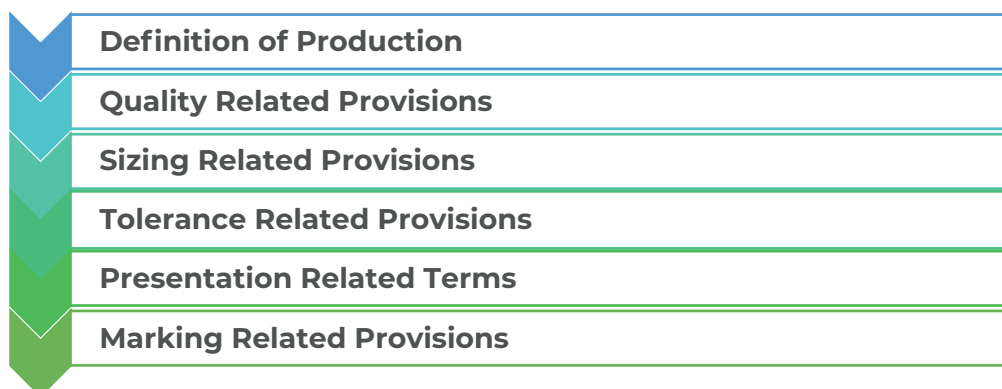 Definition of Production
Quality Related Provisions
Sizing Related Provisions
Tolerance Related Provisions
Presentation Related Terms
Marking Related Provisions